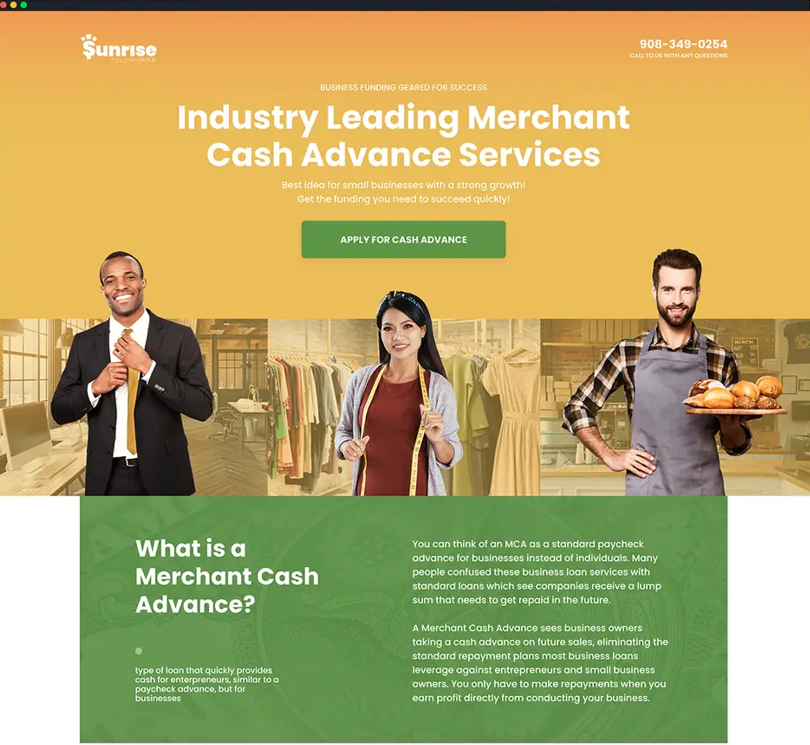 Sunrise
908-349-0254
CALL TO US WITH ANY QUESTIONS
BUSINESS FUNDING GEARED FOR SUCCESS
Industry Leading Merchant
Cash Advance Services
Best idea for small businesses with a strong growth!
Get the funding you need to succeed quickly!
APPLY FOR CASH ADVANCE
What is a
Merchant Cash
Advance?
type of loan that quickly provides
cash for enterpreneurs, similar to a
paycheck advance, but for
businesses
You can think of an MCA as a standard paycheck
advance for businesses instead of individuals. Many
people confused these business loan services with
standard loans which see companies receive a lump
sum that needs to get repaid in the future.
A Merchant Cash Advance sees business owners
taking a cash advance on future sales, eliminating the
standard repayment plans most business loans
leverage against entrepreneurs and small business
owners. You only have to make repayments when you
earn profit directly from conducting your business.